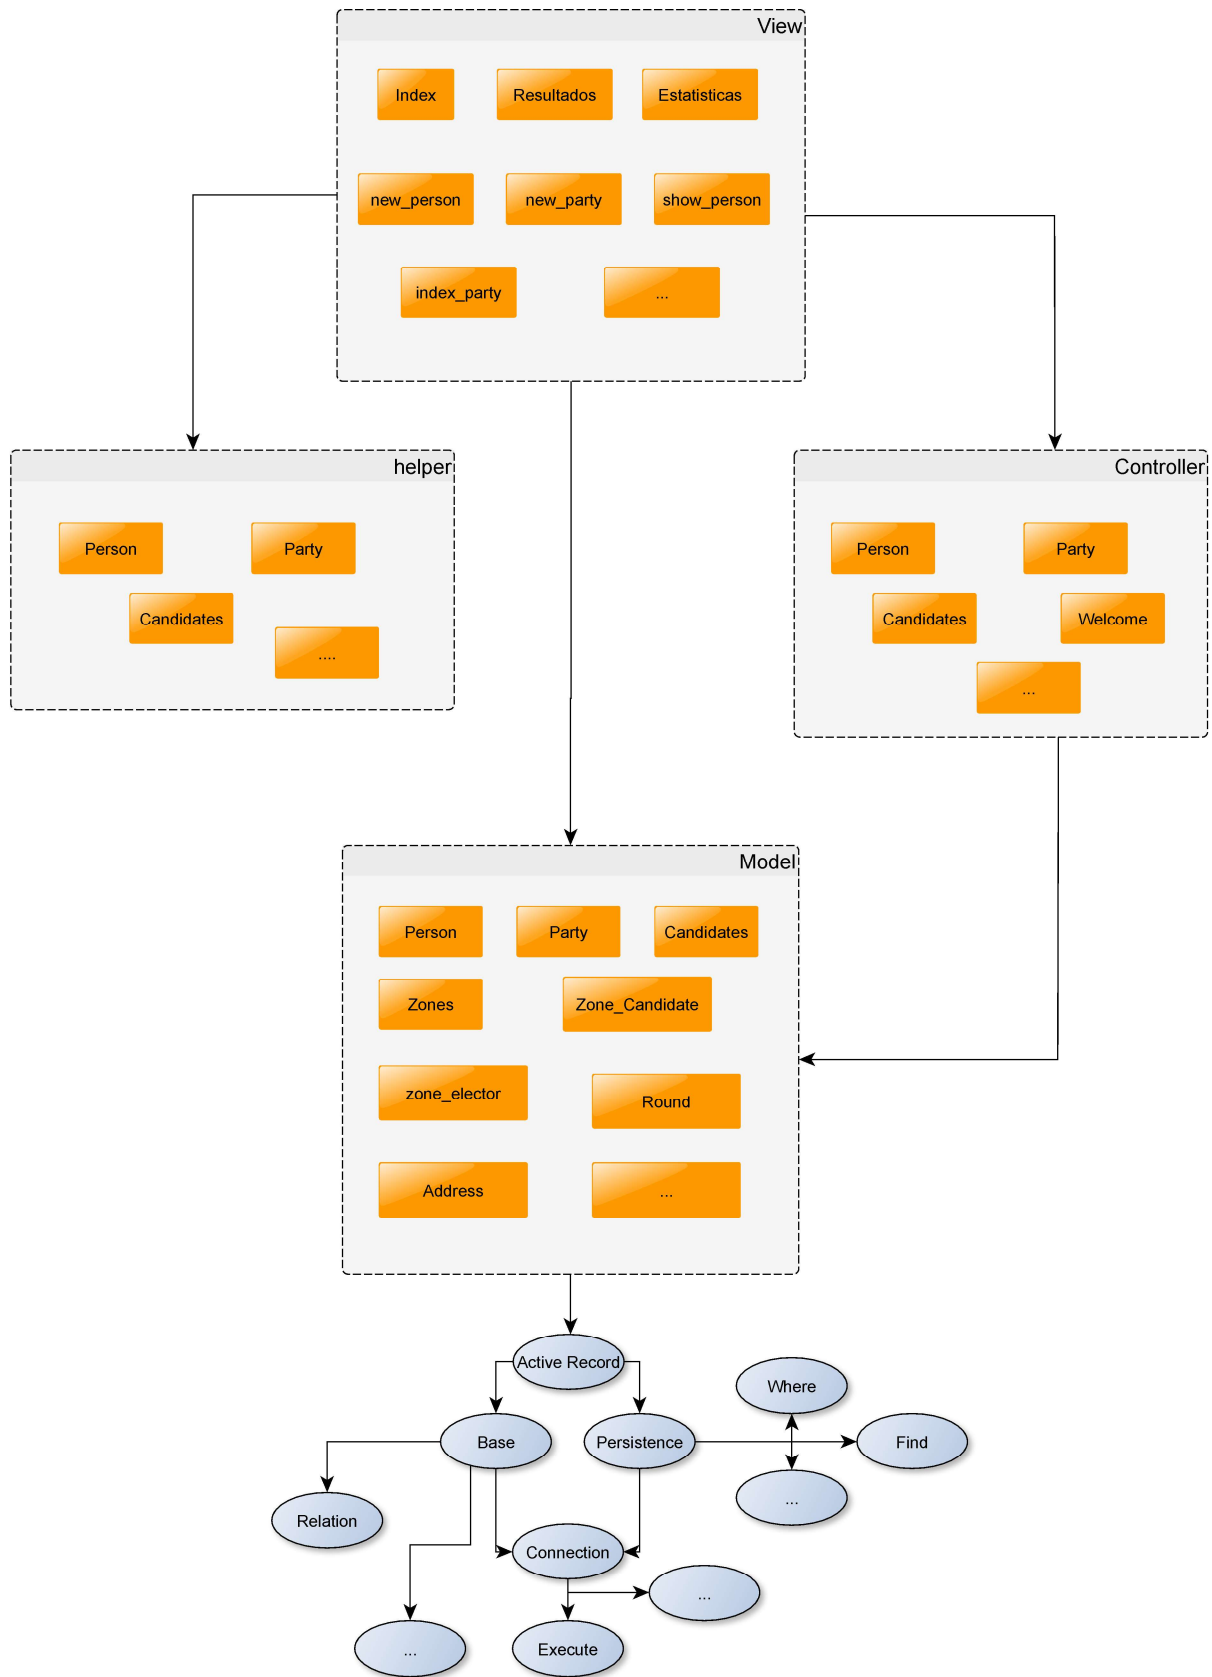 View
Index
Resultados
Estatisticas
new_person
new_party
show_person
index_party
...
helper
Person
Party
Candidates
....
Controller
Person
Party
Candidates
Welcome
...
Model
Person
Party
Candidates
Zones
Zone_Candidate
zone_elector
Round
Address
...
Active Record
Where
Base
Persistence
Find
...
Relation
Connection
...
...
Execute